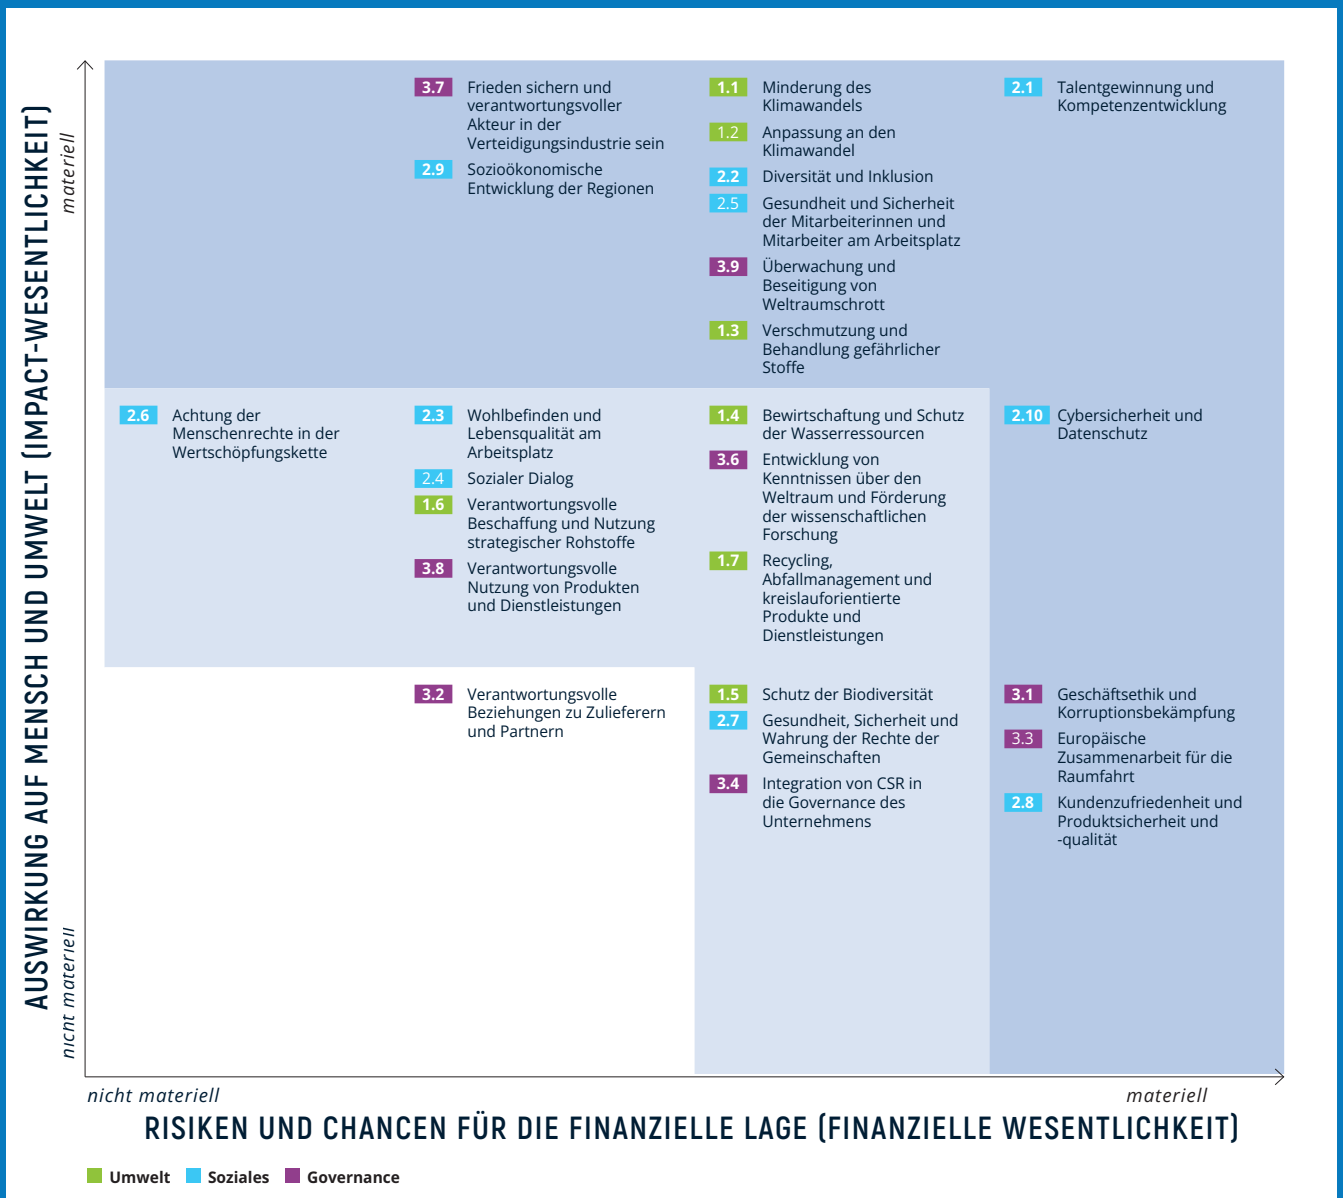 AUSWIRKUNG AUF MENSCH UND UMWELT (IMPACT-WESENTLICHKEIT)
materiell
nicht materiell
3.7 Frieden sichern und
verantwortungsvoller
Akteur in der
Verteidigungsindustrie sein
2.9 Sozioökonomische
Entwicklung der Regionen
1.1 Minderung des
Klimawandels
1.2 Anpassung an den
Klimawandel
2.2 Diversität und Inklusion
2.5 Gesundheit und Sicherheit
der Mitarbeiterinnen und
Mitarbeiter am Arbeitsplatz
3.9 Überwachung und
Beseitigung von
Weltraumschrott
1.3 Verschmutzung und
Behandlung gefährlicher
Stoffe
2.1 Talentgewinnung und
Kompetenzentwicklung
2.6 Achtung der
Menschenrechte in der
Wertschöpfungskette
2.3 Wohlbefinden und
Lebensqualität am
Arbeitsplatz
2.4 Sozialer Dialog
1.6 Verantwortungsvolle
Beschaffung und Nutzung
strategischer Rohstoffe
3.8 Verantwortungsvolle
Nutzung von Produkten
und Dienstleistungen
1.4 Bewirtschaftung und Schutz
der Wasserressourcen
3.6 Entwicklung von
Kenntnissen über den
Weltraum und Förderung
der wissenschaftlichen
Forschung
1.7 Recycling,
Abfallmanagement und
kreislauforientierte
Produkte und
Dienstleistungen
2.10 Cybersicherheit und
Datenschutz
3.2 Verantwortungsvolle
Beziehungen zu Zulieferern
und Partnern
1.5 Schutz der Biodiversität
2.7 Gesundheit, Sicherheit und
Wahrung der Rechte der
Gemeinschaften
3.4 Integration von CSR in
die Governance des
Unternehmens
3.1 Geschäftsethik und
Korruptionsbekämpfung
3.3 Europäische
Zusammenarbeit für die
Raumfahrt
2.8 Kundenzufriedenheit und
Produktsicherheit und
-qualität
nicht materiell
materiell
RISIKEN UND CHANCEN FÜR DIE FINANZIELLE LAGE (FINANZIELLE WESENTLICHKEIT)
Umwelt Soziales Governance